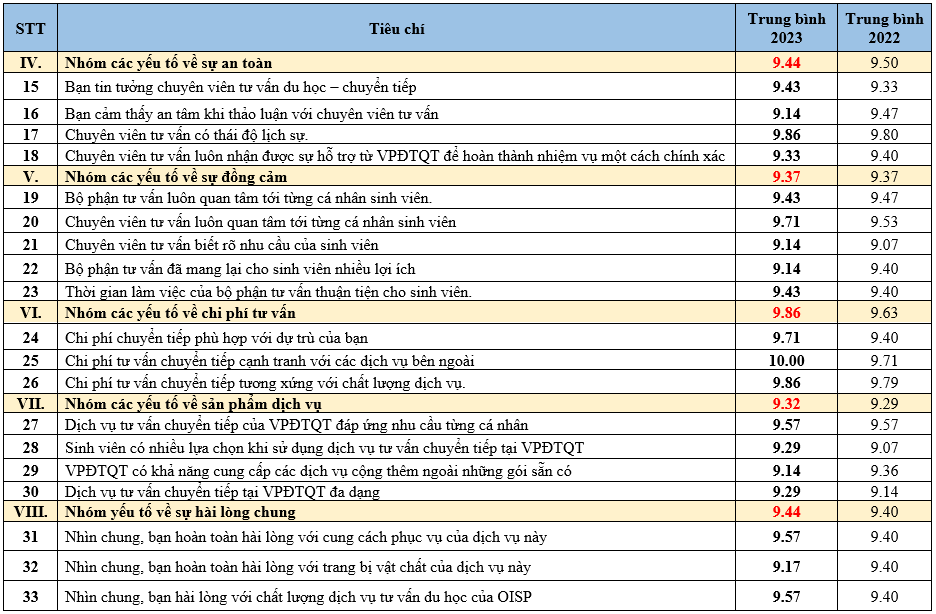 STT Tiêu chí Trung bình 2023 Trung bình 2022
IV. Nhóm các yếu tố về sự an toàn 9.44 9.50
15 Bạn tin tưởng chuyên viên tư vấn du học – chuyển tiếp 9.43 9.33
16 Bạn cảm thấy an tâm khi thảo luận với chuyên viên tư vấn 9.14 9.47
17 Chuyên viên tư vấn có thái độ lịch sự. 9.86 9.80
18 Chuyên viên tư vấn luôn nhận được sự hỗ trợ từ VPĐTQT để hoàn thành nhiệm vụ một cách chính xác 9.33 9.40
V. Nhóm các yếu tố về sự đồng cảm 9.37 9.37
19 Bộ phận tư vấn luôn quan tâm tới từng cá nhân sinh viên. 9.43 9.47
20 Chuyên viên tư vấn luôn quan tâm tới từng cá nhân sinh viên 9.71 9.53
21 Chuyên viên tư vấn biết rõ nhu cầu của sinh viên 9.14 9.07
22 Bộ phận tư vấn đã mang lại cho sinh viên nhiều lợi ích 9.14 9.40
23 Thời gian làm việc của bộ phận tư vấn thuận tiện cho sinh viên. 9.43 9.40
VI. Nhóm các yếu tố về chi phí tư vấn 9.86 9.63
24 Chi phí chuyển tiếp phù hợp với dự trù của bạn 9.71 9.40
25 Chi phí tư vấn chuyển tiếp cạnh tranh với các dịch vụ bên ngoài 10.00 9.71
26 Chi phí tư vấn chuyển tiếp tương xứng với chất lượng dịch vụ. 9.86 9.79
VII. Nhóm các yếu tố về sản phẩm dịch vụ 9.32 9.29
27 Dịch vụ tư vấn chuyển tiếp của VPĐTQT đáp ứng nhu cầu từng cá nhân 9.57 9.57
28 Sinh viên có nhiều lựa chọn khi sử dụng dịch vụ tư vấn chuyển tiếp tại VPĐTQT 9.29 9.07
29 VPĐTQT có khả năng cung cấp các dịch vụ cộng thêm ngoài những gói sẵn có 9.14 9.36
30 Dịch vụ tư vấn chuyển tiếp tại VPĐTQT đa dạng 9.29 9.14
VIII. Nhóm yếu tố về sự hài lòng chung 9.44 9.40
31 Nhìn chung, bạn hoàn toàn hài lòng với cung cách phục vụ của dịch vụ này 9.57 9.40
32 Nhìn chung, bạn hoàn toàn hài lòng với trang bị vật chất của dịch vụ này 9.17 9.40
33 Nhìn chung, bạn hài lòng với chất lượng dịch vụ tư vấn du học của OISP 9.57 9.40